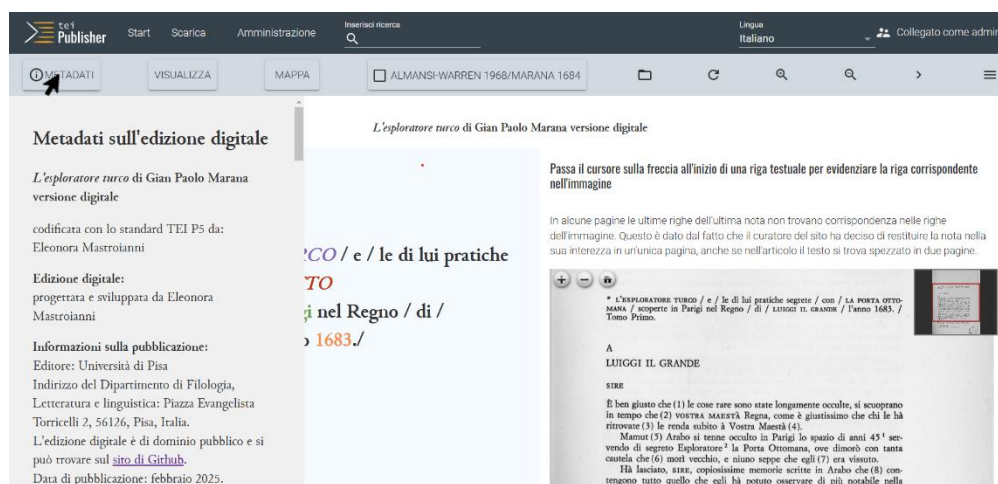 tei
Publisher
Start
Scarica
Amministrazione
Inserisci ricerca
Lingua
Italiano
Collegato come admin
METADATI
VISUALIZZA
MAPPA
ALMANSI-WARREN 1968/MARANA 1684
Metadati sull'edizione digitale
L'esploratore turco di Gian Paolo Marana
versione digitale
codificata con lo standard TEI P5 da:
Eleonora Mastroianni
Edizione digitale:
progettata e sviluppata da Eleonora
Mastroianni
Informazioni sulla pubblicazione:
Editore: Università di Pisa
Indirizzo del Dipartimento di Filologia,
Letteratura e linguistica: Piazza Evangelista
Torricelli 2, 56126, Pisa, Italia.
L'edizione digitale è di dominio pubblico e si
può trovare sul sito di Github.
Data di pubblicazione: febbraio 2025.
L'esploratore turco di Gian Paolo Marana versione digitale
CO / e / le di lui pratiche
TO
i nel Regno / di /
1683./
Passa il cursore sulla freccia all'inizio di una riga testuale per evidenziare la riga corrispondente
nell'immagine
In alcune pagine le ultime righe dell'ultima nota non trovano corrispondenza nelle righe
dell'immagine. Questo è dato dal fatto che il curatore del sito ha deciso di restituire la nota nella
sua interezza in un'unica pagina, anche se nell'articolo il testo si trova spezzato in due pagine.
* L'ESPLORATORE TURCO / e / le di lui pratiche segrete / con / LA PORTA OTTO-
MANA / scoperte in Parigi nel Regno / di / LUIGGI IL GRANDE / l'anno 1683. /
Tomo Primo.
A
LUIGGI IL GRANDE
SIRE
È ben giusto che (1) le cose rare sono state longamente occulte, si scuoprano
in tempo che (2) VOSTRA MAESTÀ Regna, come è giustissimo che chi le hà
ritrovate (3) le renda subito à Vostra Maestà (4).
Mamut (5) Arabo si tenne occulto in Parigi lo spazio di anni 45 1 ser-
vendo di segreto Esploratore 2 la Porta Ottomana, ove dimorò con tanta
cautela che (6) morì vecchio, e niuno seppe che egli (7) era vissuto.
Hà lasciato, SIRE, copiosissime memorie scritte in Arabo che (8) con-
tengono tutto quello che egli hà potuto osservare di più notabile nella